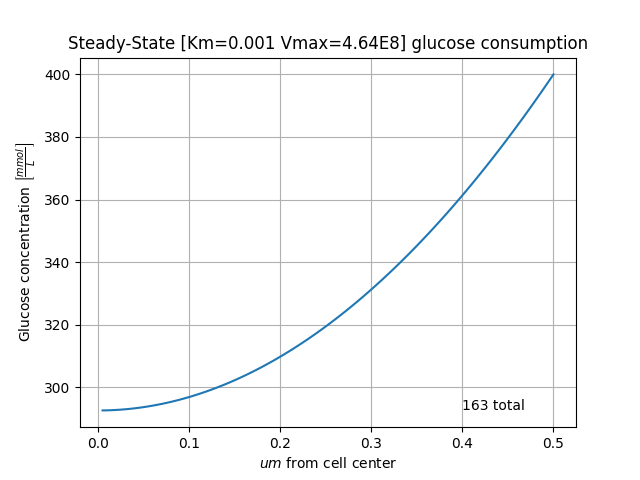 Steady-State [Km=0.001 Vmax=4.64E8] glucose consumption
Glucose concentration [mmol/L]
400
380
360
340
320
300
163 total
0.0 0.1 0.2 0.3 0.4 0.5
um from cell center